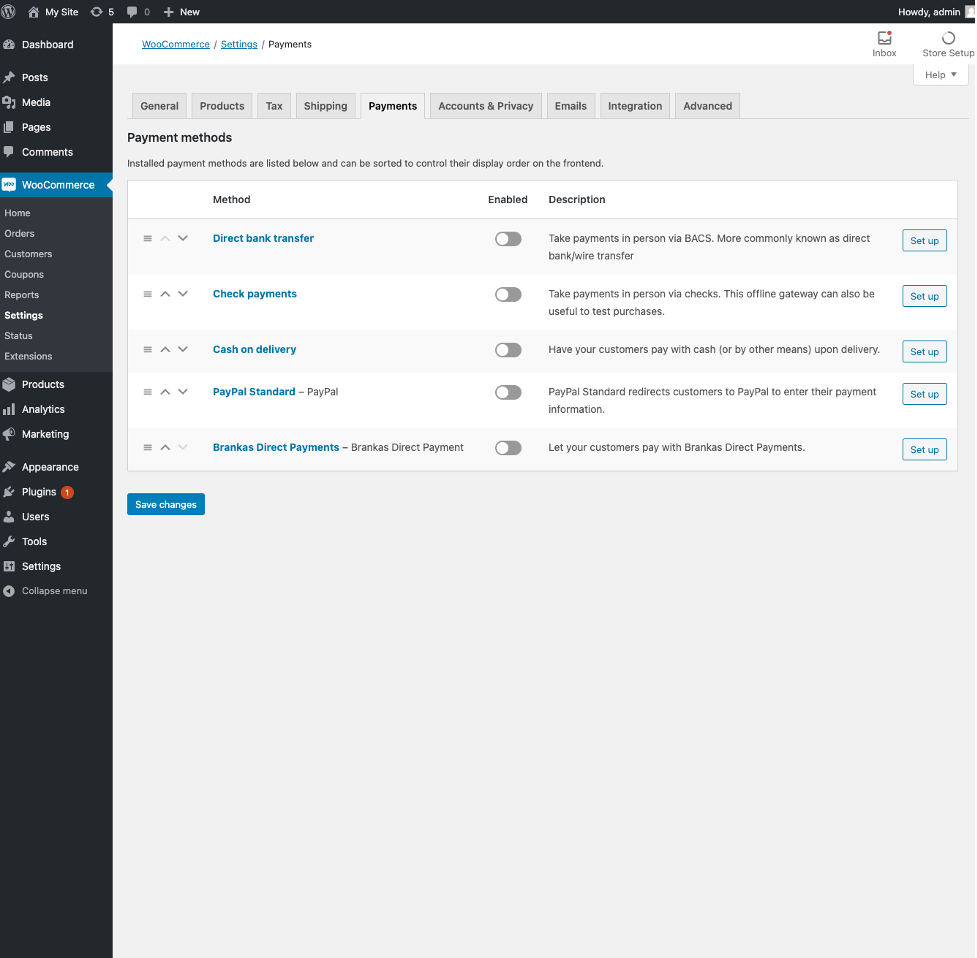 My Site 5 0 New Howdy, admin
Dashboard
Posts
Media
Pages
Comments
WooCommerce
Home
Orders
Customers
Coupons
Reports
Settings
Status
Extensions
Products
Analytics
Marketing
Appearance
Plugins 1
Users
Tools
Settings
Collapse menu
WooCommerce / Settings / Payments
Inbox
Store Setup
Help
General Products Tax Shipping Payments Accounts & Privacy Emails Integration Advanced
Payment methods
Installed payment methods are listed below and can be sorted to control their display order on the frontend.
Method Enabled Description
Direct bank transfer Take payments in person via BACS. More commonly known as direct
bank/wire transfer
Set up
Check payments Take payments in person via checks. This offline gateway can also be
useful to test purchases.
Set up
Cash on delivery Have your customers pay with cash (or by other means) upon delivery.
Set up
PayPal Standard – PayPal PayPal Standard redirects customers to PayPal to enter their payment
information.
Set up
Brankas Direct Payments – Brankas Direct Payment Let your customers pay with Brankas Direct Payments.
Set up
Save changes